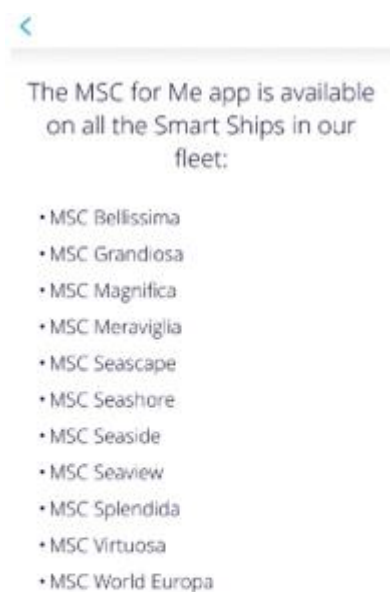 The MSC for Me app is available
on all the Smart Ships in our
fleet:
• MSC Bellissima
• MSC Grandiosa
• MSC Magnifica
• MSC Meraviglia
• MSC Seascape
• MSC Seashore
• MSC Seaside
• MSC Seaview
• MSC Splendida
• MSC Virtuosa
• MSC World Europa